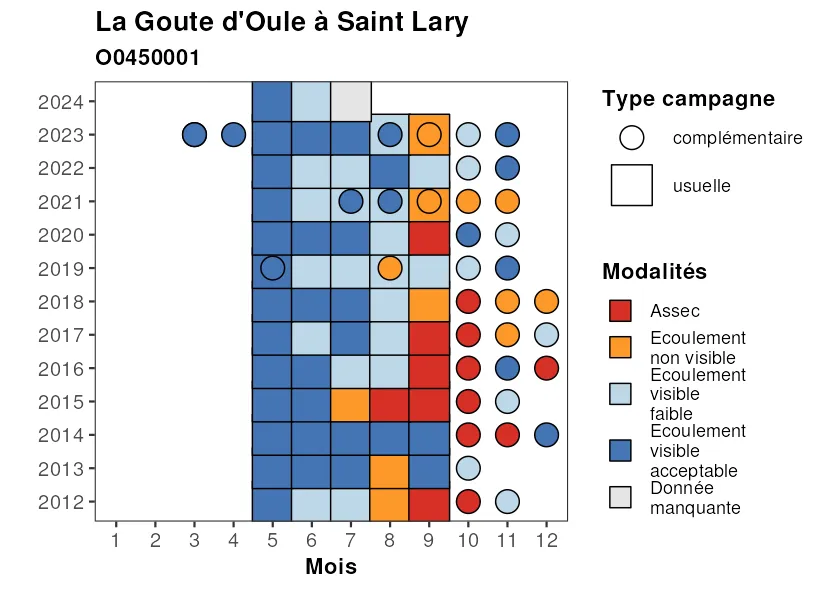 La Goute d'Oule à Saint Lary
O0450001
2024
2023
2022
2021
2020
2019
2018
2017
2016
2015
2014
2013
2012
1 2 3 4 5 6 7 8 9 10 11 12
Mois
Type campagne
complémentaire
usuelle
Modalités
Assec
Ecoulement
non visible
Ecoulement
visible
faible
Ecoulement
visible
acceptable
Donnée
manquante